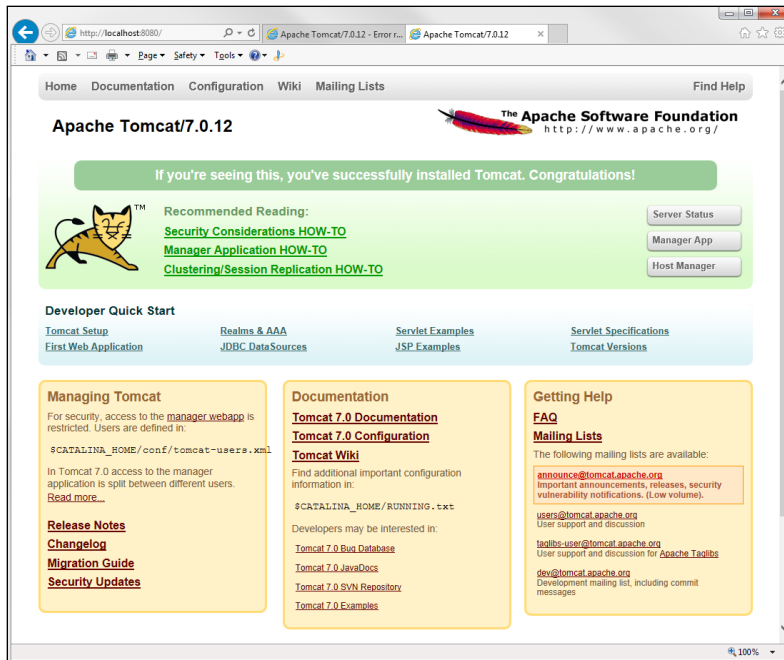 http://localhost:8080/
Apache Tomcat/7.0.12 - Error r...
Apache Tomcat/7.0.12
Page
Safety
Tools
Home Documentation Configuration Wiki Mailing Lists Find Help
Apache Tomcat/7.0.12
The Apache Software Foundation
http://www.apache.org/
If you're seeing this, you've successfully installed Tomcat. Congratulations!
TM
Recommended Reading:
Security Considerations HOW-TO
Manager Application HOW-TO
Clustering/Session Replication HOW-TO
Server Status
Manager App
Host Manager
Developer Quick Start
Tomcat Setup Realms & AAA Servlet Examples Servlet Specifications
First Web Application JDBC DataSources JSP Examples Tomcat Versions
Managing Tomcat
For security, access to the manager webapp is
restricted. Users are defined in:
$CATALINA_HOME/conf/tomcat-users.xml
In Tomcat 7.0 access to the manager
application is split between different users.
Read more...
Release Notes
Changelog
Migration Guide
Security Updates
Documentation
Tomcat 7.0 Documentation
Tomcat 7.0 Configuration
Tomcat Wiki
Find additional important configuration
information in:
$CATALINA_HOME/RUNNING.txt
Developers may be interested in:
Tomcat 7.0 Bug Database
Tomcat 7.0 JavaDocs
Tomcat 7.0 SVN Repository
Tomcat 7.0 Examples
Getting Help
FAQ
Mailing Lists
The following mailing lists are available:
announce@tomcat.apache.org
Important announcements, releases, security
vulnerability notifications. (Low volume).
users@tomcat.apache.org
User support and discussion
taglibs-user@tomcat.apache.org
User support and discussion for Apache Taglibs
dev@tomcat.apache.org
Development mailing list, including commit
messages
100%